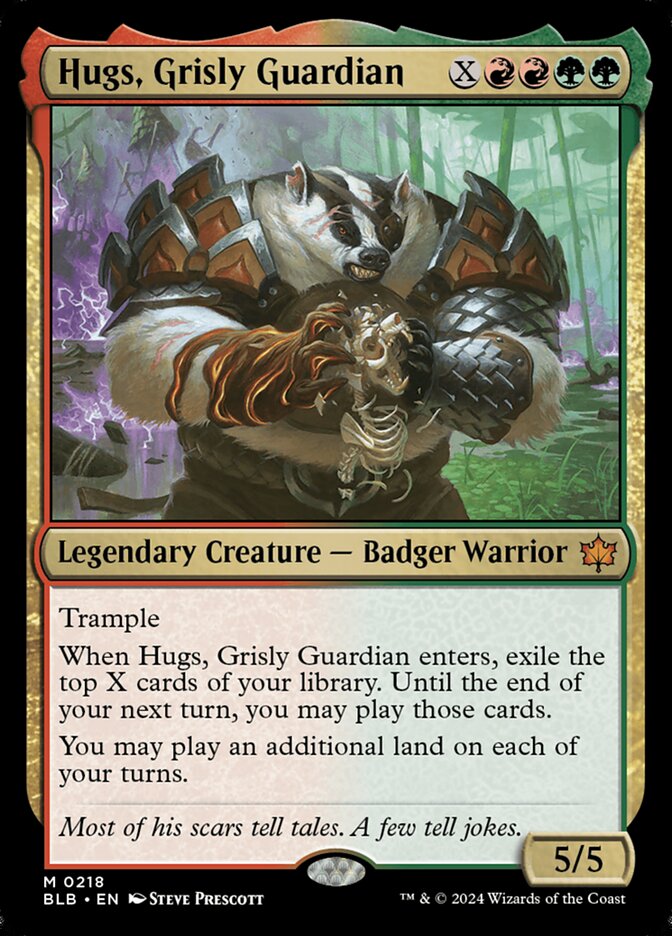 Hugs, Grisly Guardian X
Legendary Creature — Badger Warrior
Trample
When Hugs, Grisly Guardian enters, exile the
top X cards of your library. Until the end of
your next turn, you may play those cards.
You may play an additional land on each of
your turns.
Most of his scars tell tales. A few tell jokes.
5/5
M 0218
BLB • EN Steve Prescott
™ & © 2024 Wizards of the Coast